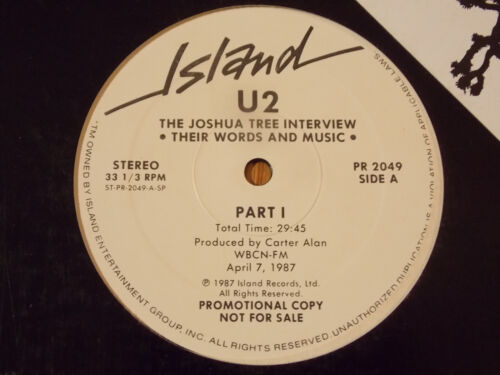 Island
U2
THE JOSHUA TREE INTERVIEW
• THEIR WORDS AND MUSIC •
STEREO
33 1/3 RPM
ST-PR-2049-A-SP
PR 2049
SIDE A
PART I
Total Time: 29:45
Produced by Carter Alan
WBCN-FM
April 7, 1987
℗ 1987 Island Records, Ltd.
All Rights Reserved.
PROMOTIONAL COPY
NOT FOR SALE
™ OWNED BY ISLAND ENTERTAINMENT GROUP, INC. ALL RIGHTS RESERVED. UNAUTHORIZED DUPLICATION IS A VIOLATION OF APPLICABLE LAWS.